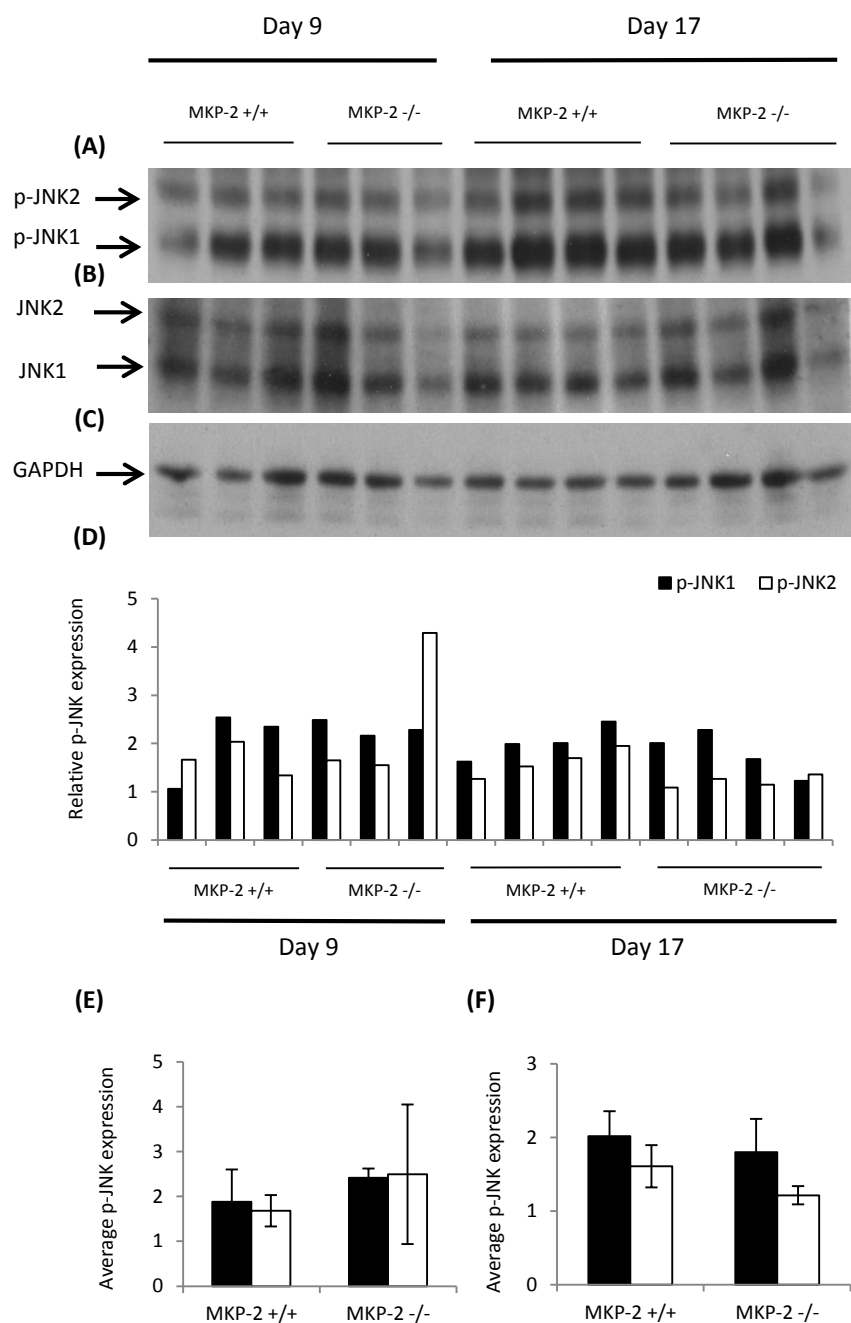 Day 9 Day 17
MKP-2 +/+ MKP-2 -/- MKP-2 +/+ MKP-2 -/-
(A)
p-JNK2
p-JNK1
(B)
JNK2
JNK1
(C)
GAPDH
(D)
p-JNK1 p-JNK2
Relative p-JNK expression
5
4
3
2
1
0
MKP-2 +/+ MKP-2 -/- MKP-2 +/+ MKP-2 -/-
Day 9 Day 17
(E)
Average p-JNK expression
5
4
3
2
1
0
MKP-2 +/+ MKP-2 -/-
(F)
Average p-JNK expression
3
2
1
0
MKP-2 +/+ MKP-2 -/-